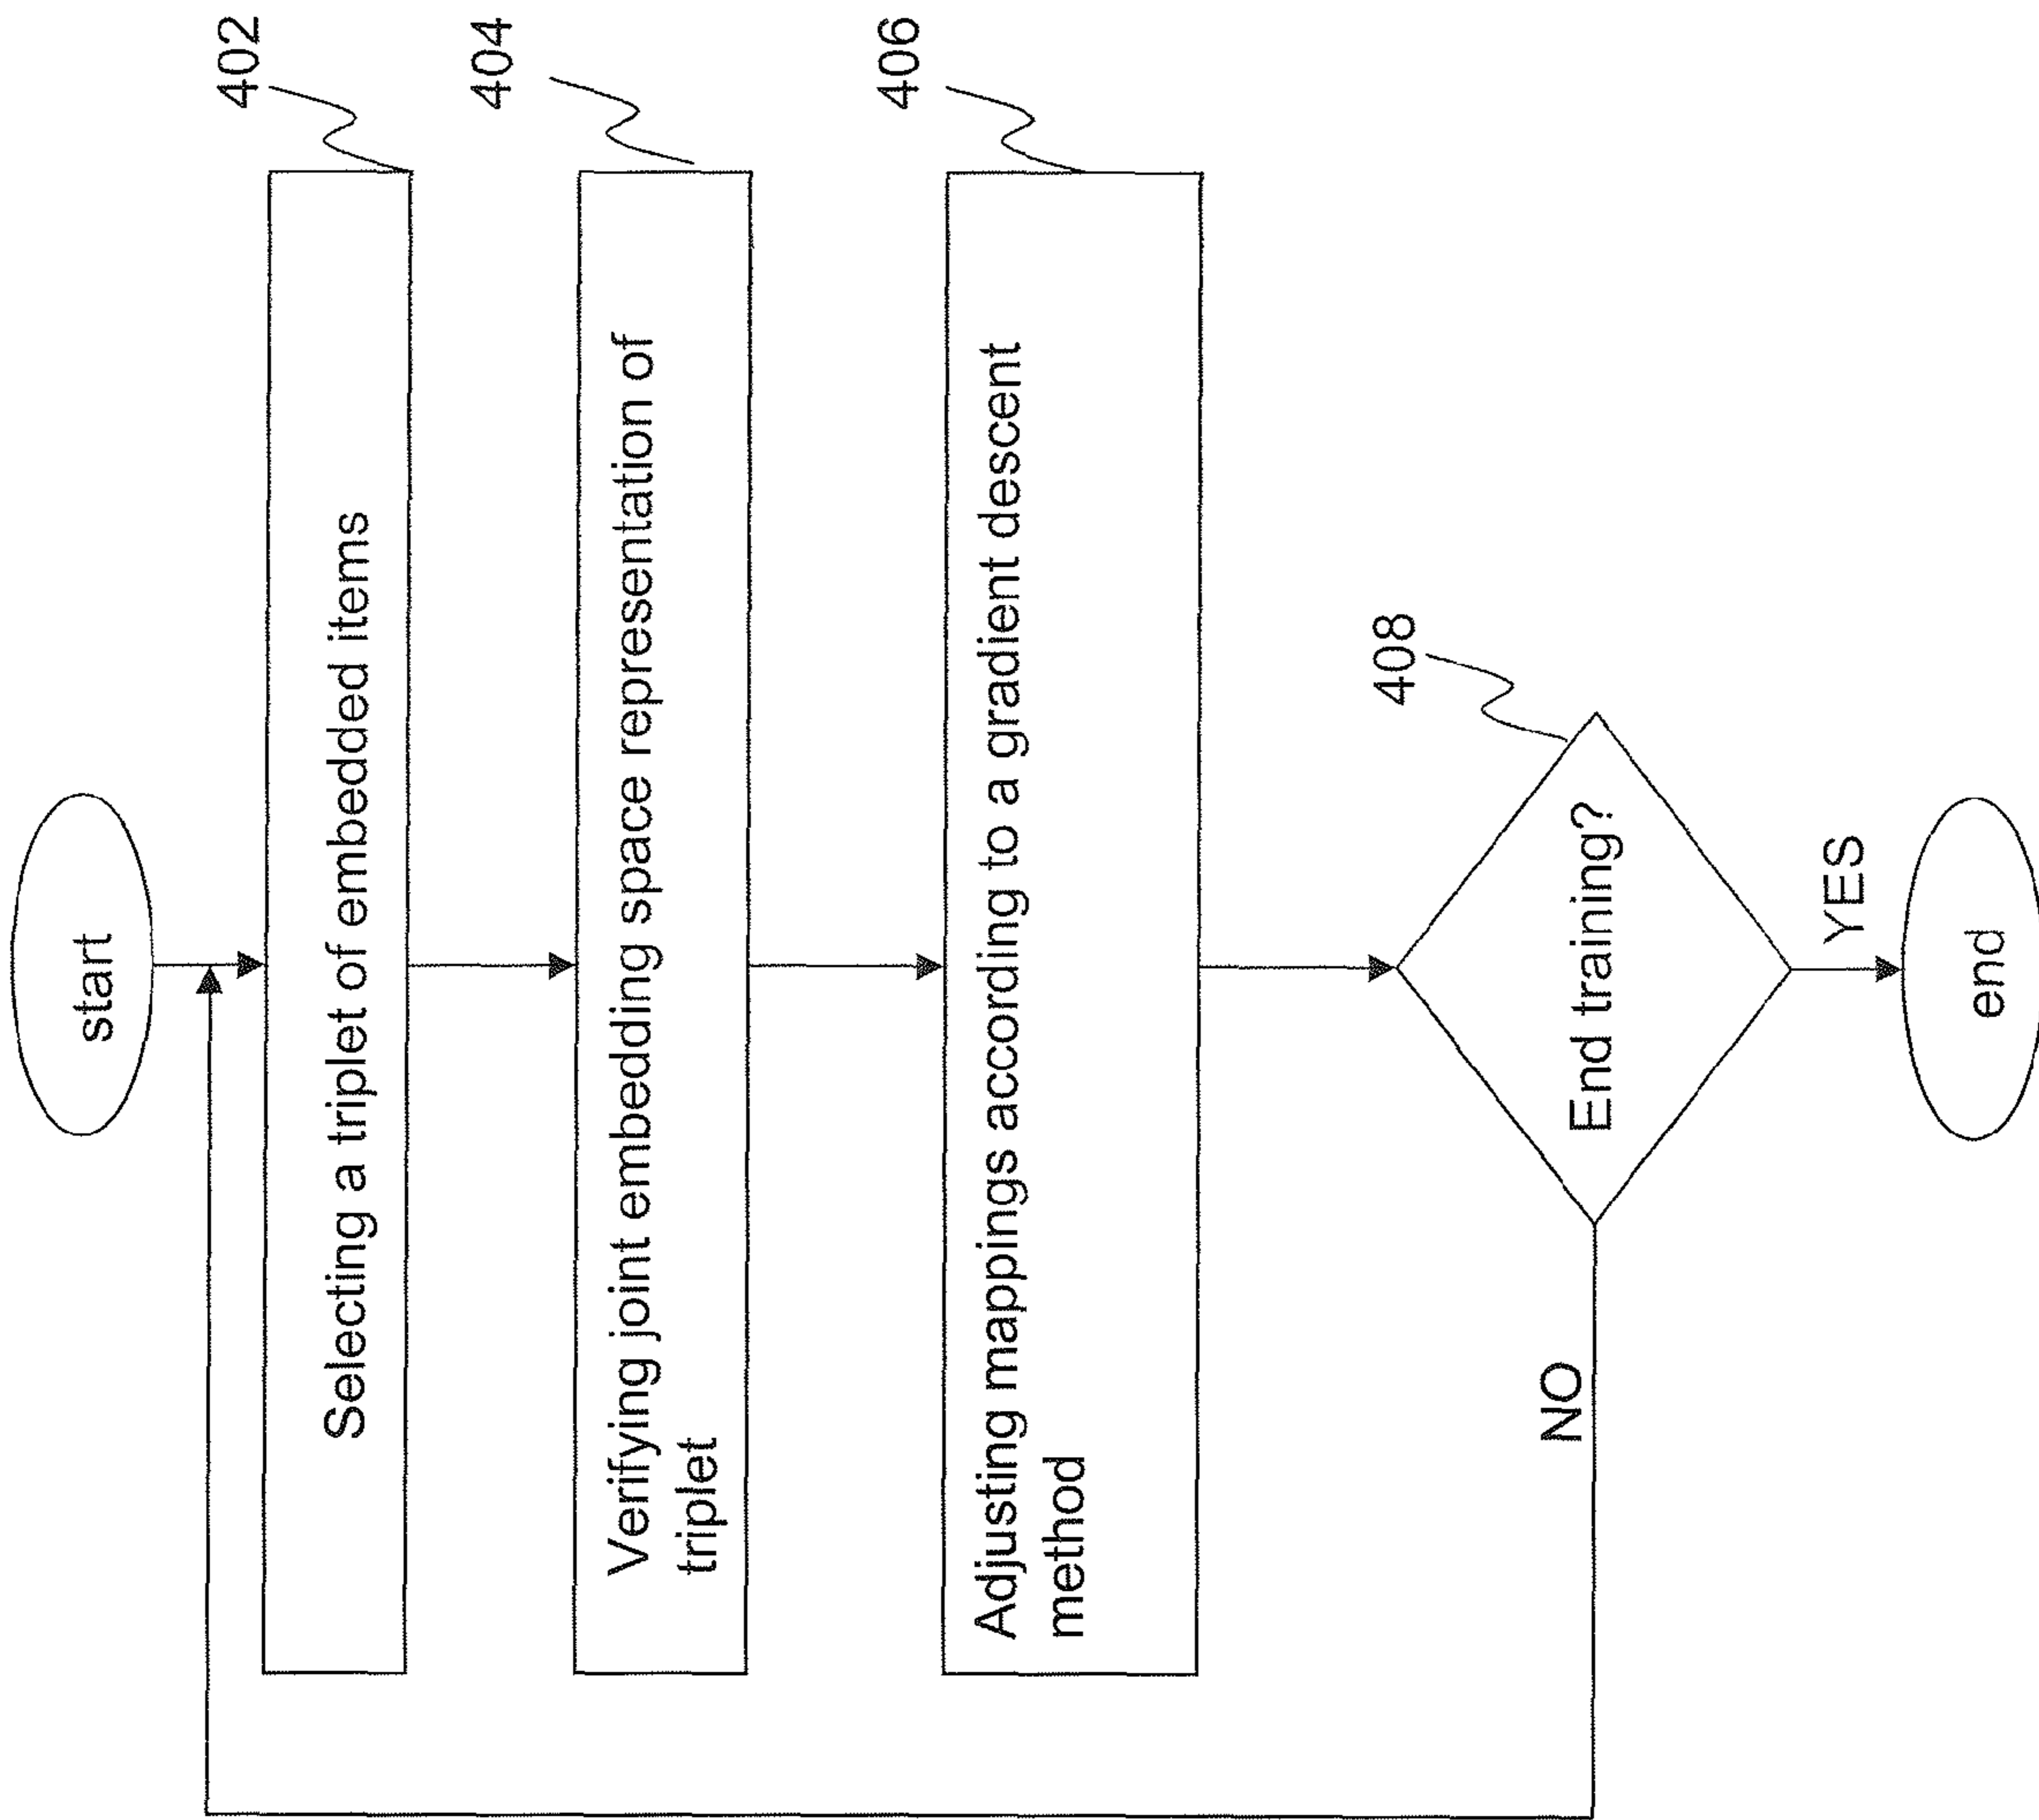 start
402
Selecting a triplet of embedded items
404
Verifying joint embedding space representation of
triplet
406
Adjusting mappings according to a gradient descent
method
408
End training?
NO
YES
end